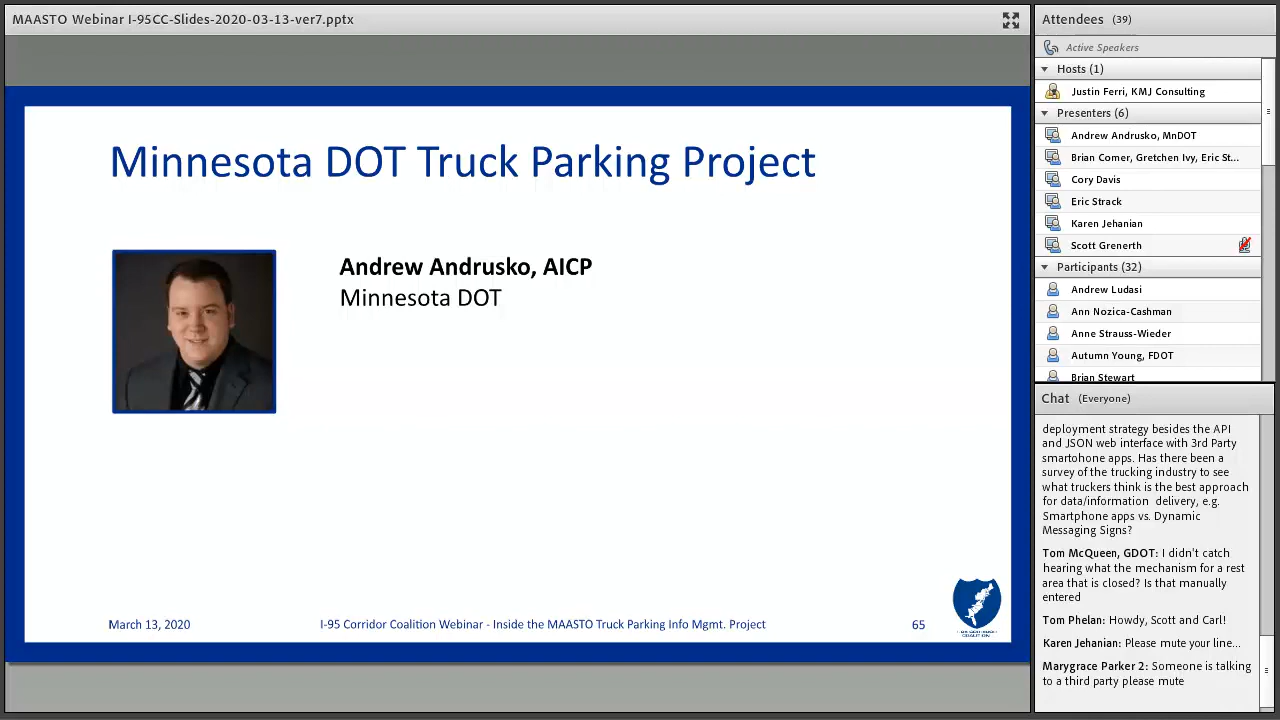 MAASTO Webinar I-95CC-Slides-2020-03-13-ver7.pptx
Minnesota DOT Truck Parking Project
Andrew Andrusko, AICP
Minnesota DOT
March 13, 2020
I-95 Corridor Coalition Webinar - Inside the MAASTO Truck Parking Info Mgmt. Project
65
COALITION
Attendees (39)
Active Speakers
Hosts (1)
Justin Ferri, KMJ Consulting
Presenters (6)
Andrew Andrusko, MnDOT
Brian Comer, Gretchen Ivy, Eric St...
Cory Davis
Eric Strack
Karen Jehanian
Scott Grenerth
Participants (32)
Andrew Ludasi
Ann Nozica-Cashman
Anne Strauss-Wieder
Autumn Young, FDOT
Brian Stewart
Chat (Everyone)
deployment strategy besides the API
and JSON web interface with 3rd Party
smartohone apps. Has there been a
survey of the trucking industry to see
what truckers think is the best approach
for data/information delivery, e.g.
Smartphone apps vs. Dynamic
Messaging Signs?
Tom McQueen, GDOT: I didn't catch
hearing what the mechanism for a rest
area that is closed? Is that manually
entered
Tom Phelan: Howdy, Scott and Carl!
Karen Jehanian: Please mute your line...
Marygrace Parker 2: Someone is talking
to a third party please mute